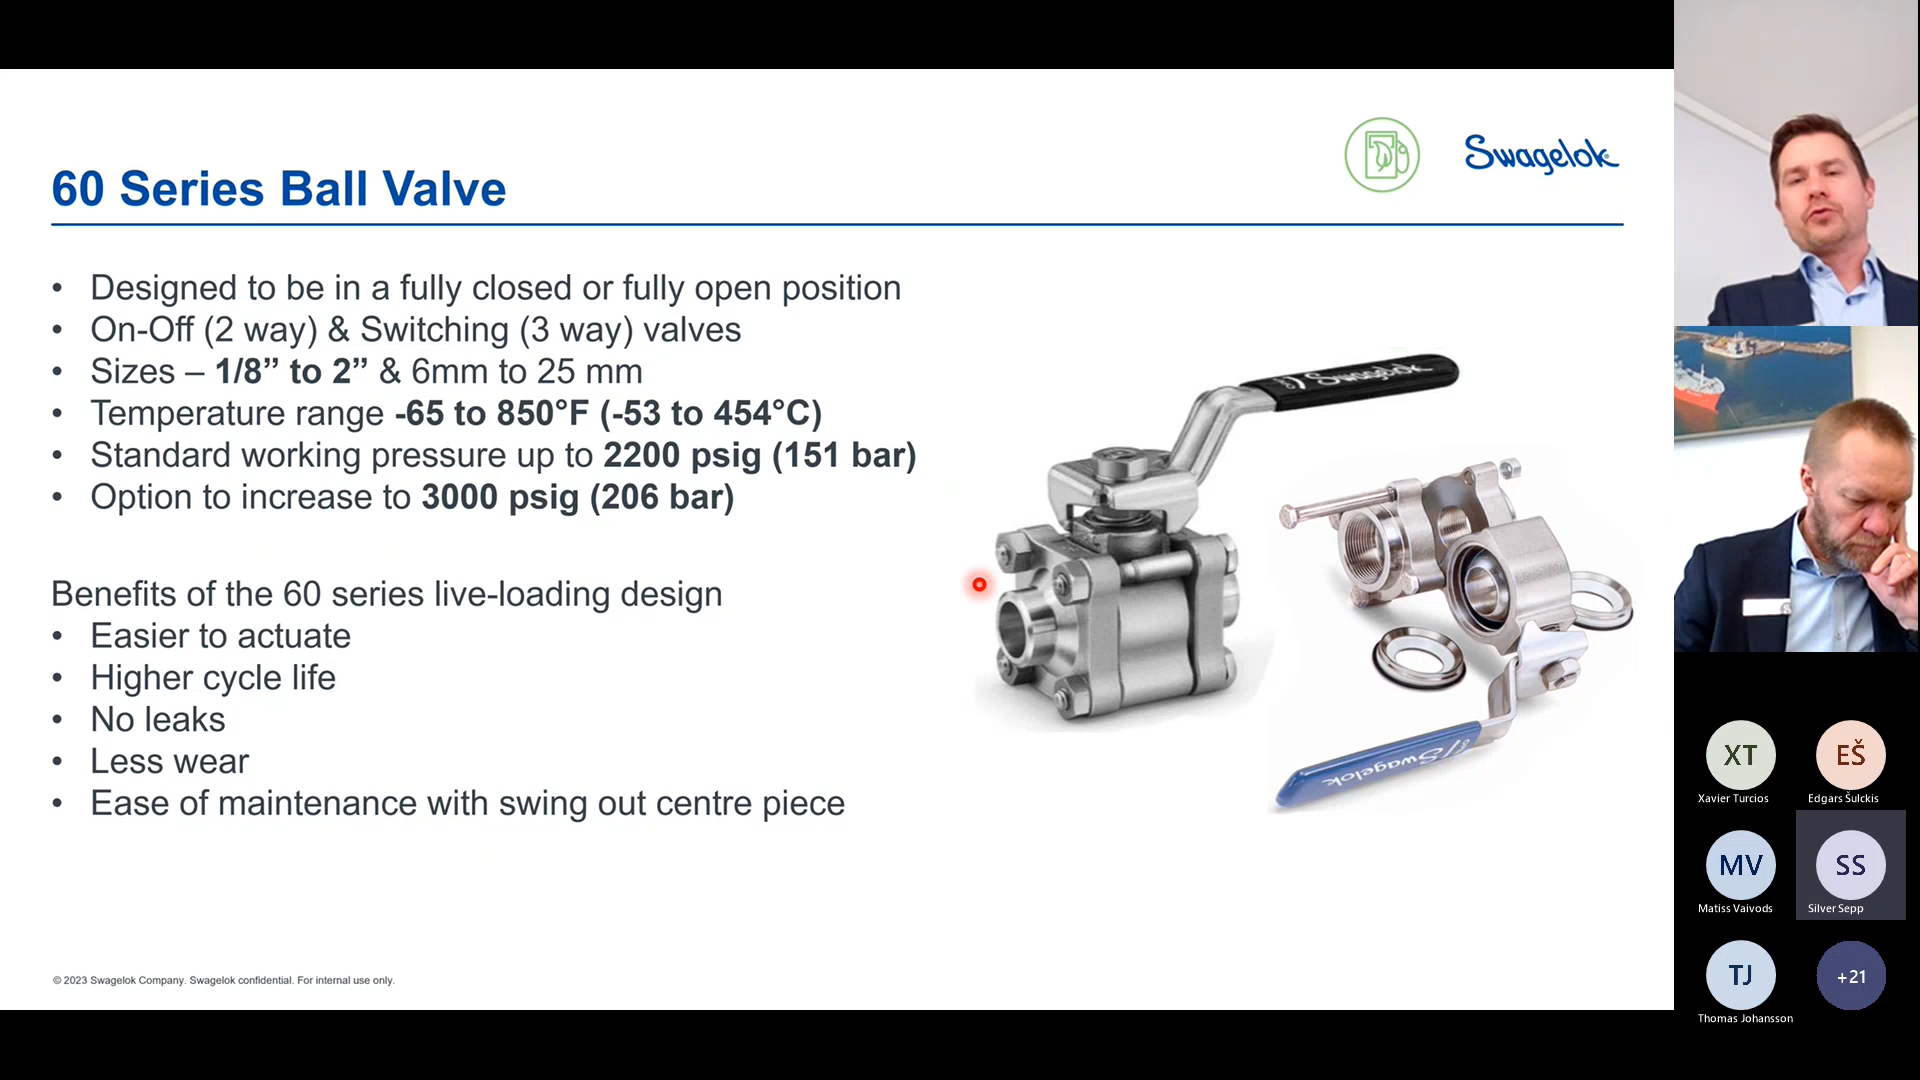 Swagelok
60 Series Ball Valve
• Designed to be in a fully closed or fully open position
• On-Off (2 way) & Switching (3 way) valves
• Sizes – 1/8” to 2” & 6mm to 25 mm
• Temperature range -65 to 850°F (-53 to 454°C)
• Standard working pressure up to 2200 psig (151 bar)
• Option to increase to 3000 psig (206 bar)
Benefits of the 60 series live-loading design
• Easier to actuate
• Higher cycle life
• No leaks
• Less wear
• Ease of maintenance with swing out centre piece
Swagelok
Swagelok
© 2023 Swagelok Company. Swagelok confidential. For internal use only.
XT
Xavier Turcios
EŠ
Edgars Šulckis
MV
Matiss Vaivods
SS
Silver Sepp
TJ
Thomas Johansson
+21